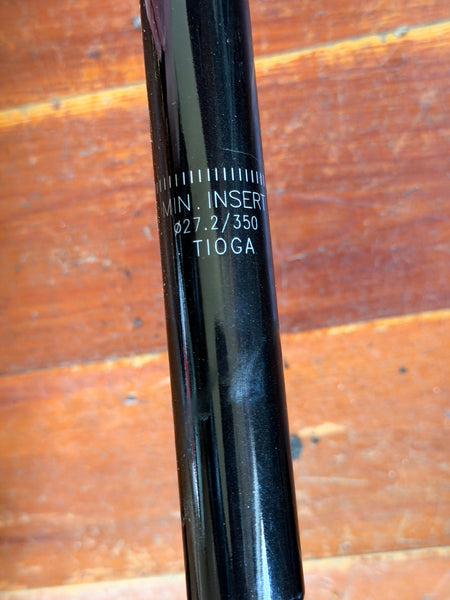 MIN. INSERT
ø27.2/350
TIOGA